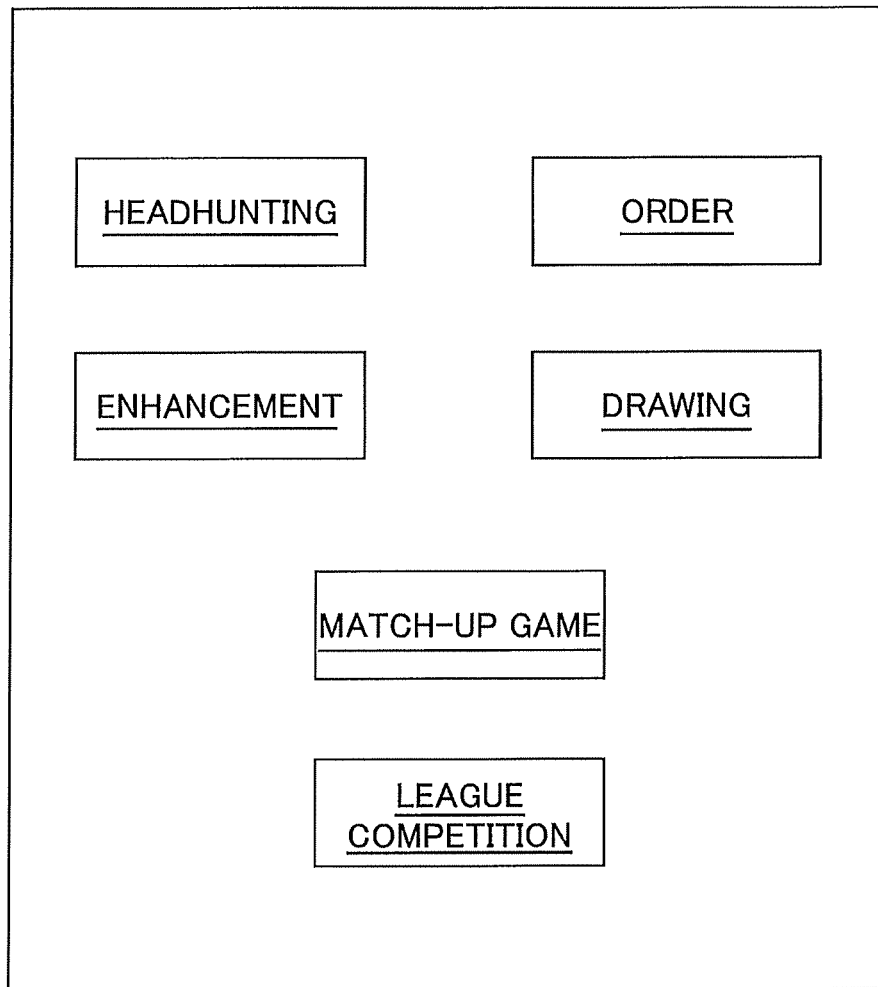 HEADHUNTING
ORDER
ENHANCEMENT
DRAWING
MATCH-UP GAME
LEAGUE
COMPETITION